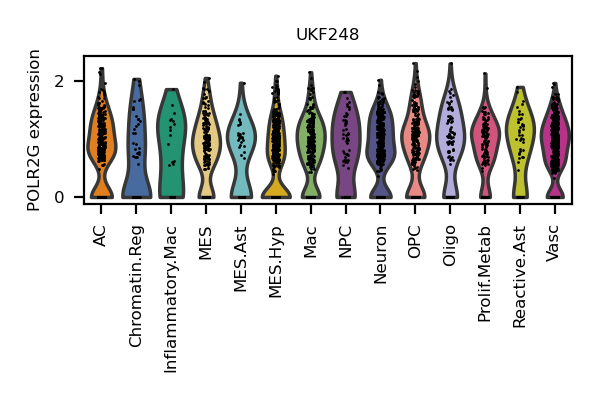 UKF248
POLR2G expression
2
0
AC
Chromatin.Reg
Inflammatory.Mac
MES
MES.Ast
MES.Hyp
Mac
NPC
Neuron
OPC
Oligo
Prolif.Metab
Reactive.Ast
Vasc